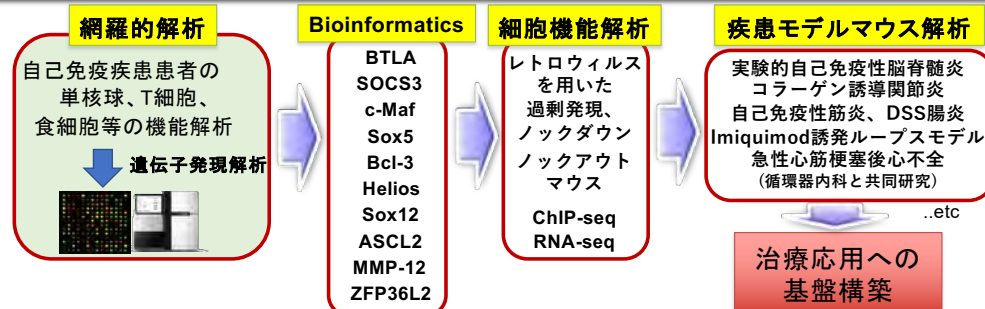 網羅的解析
自己免疫疾患患者の
単核球、T細胞、
食細胞等の機能解析
遺伝子発現解析
Bioinformatics
BTLA
SOCS3
c-Maf
Sox5
Bcl-3
Helios
Sox12
ASCL2
MMP-12
ZFP36L2
細胞機能解析
レトロウィルス
を用いた
過剰発現、
ノックダウン
ノックアウト
マウス
ChIP-seq
RNA-seq
疾患モデルマウス解析
実験的自己免疫性脳脊髄炎
コラーゲン誘導関節炎
自己免疫性筋炎、DSS腸炎
Imiquimod誘発ループスモデル
急性心筋梗塞後心不全
(循環器内科と共同研究)
..etc
治療応用への
基盤構築